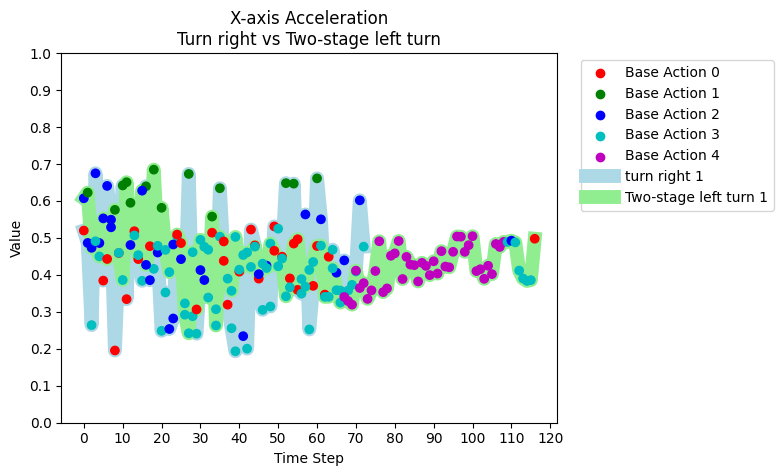 X-axis Acceleration
Turn right vs Two-stage left turn
Value
1.0
0.9
0.8
0.7
0.6
0.5
0.4
0.3
0.2
0.1
0.0
0 10 20 30 40 50 60 70 80 90 100 110 120
Time Step
Base Action 0
Base Action 1
Base Action 2
Base Action 3
Base Action 4
turn right 1
Two-stage left turn 1